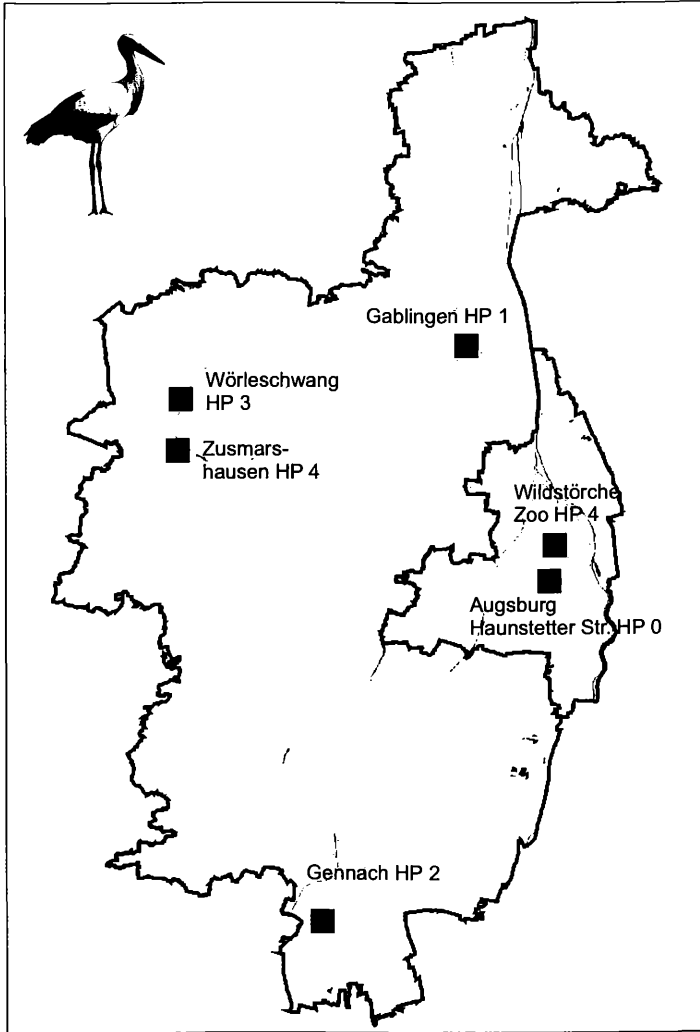 Gablingen HP 1
Wörleschwang
HP 3
Zusmars-
hausen HP 4
Wildstörche
Zoo HP 4
Augsburg
Haunstetter Str. HP 0
Gennach HP 2